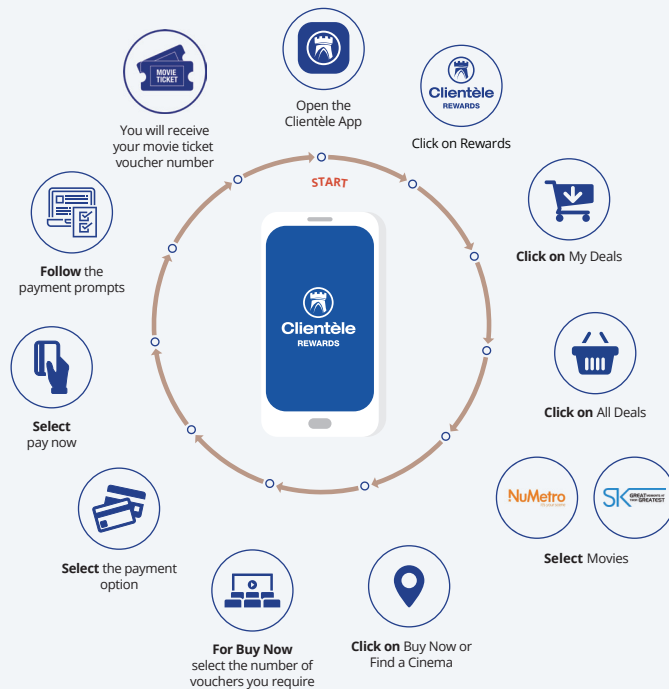 START
Open the
Clientèle App
Clientèle
REWARDS
Click on Rewards
Click on My Deals
Click on All Deals
NuMetro
SK
Select Movies
Click on Buy Now or
Find a Cinema
For Buy Now
select the number of
vouchers you require
Select the payment
option
Select
pay now
Follow the
payment prompts
MOVIE
TICKET
You will receive
your movie ticket
voucher number
Clientèle
REWARDS